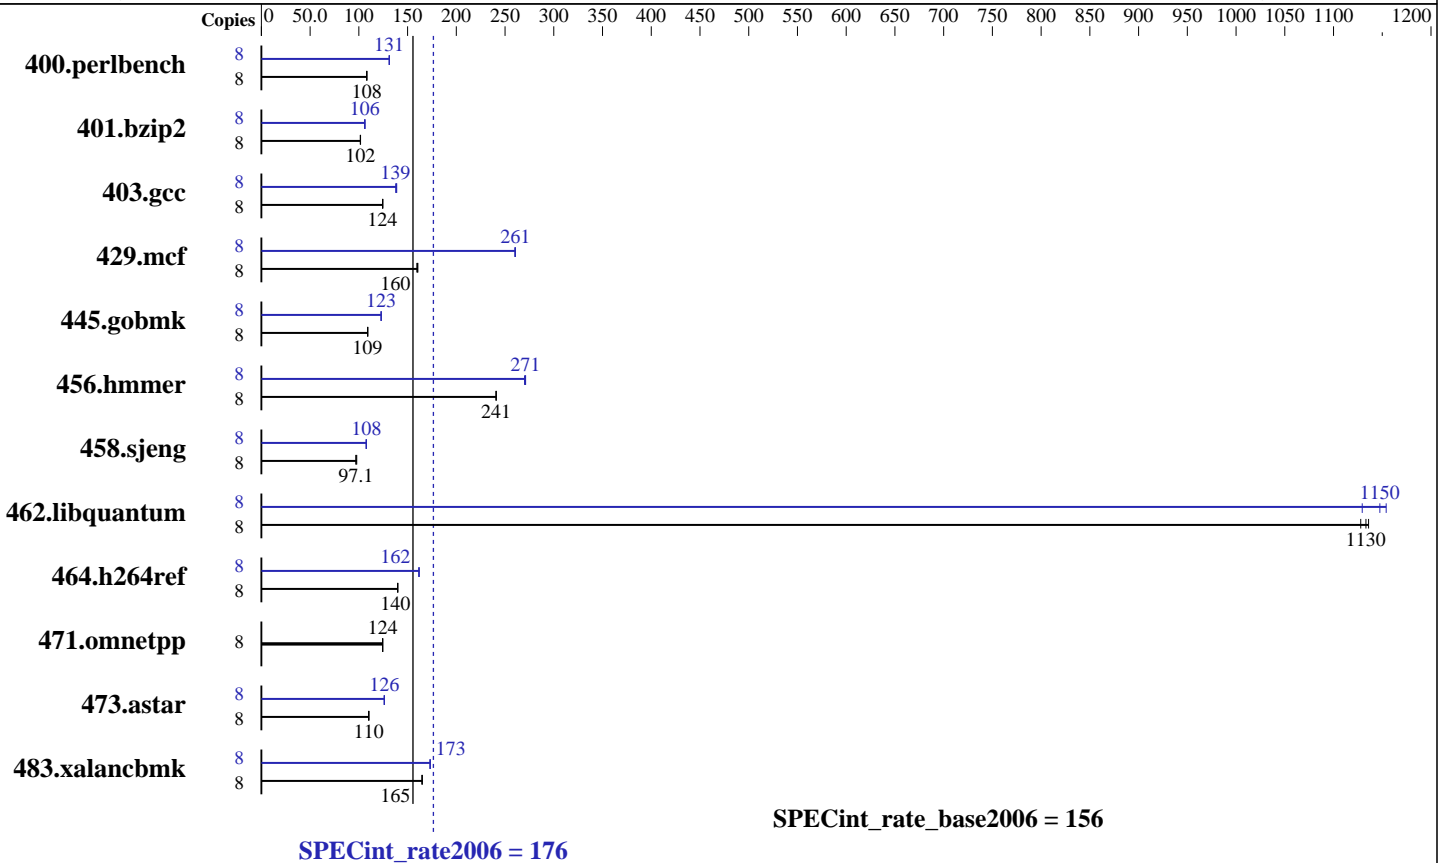 Copies 0 50.0 100 150 200 250 300 350 400 450 500 550 600 650 700 750 800 850 900 950 1000 1050 1100 1200
400.perlbench 8 131
8 108
401.bzip2 8 106
8 102
403.gcc 8 139
8 124
429.mcf 8 261
8 160
445.gobmk 8 123
8 109
456.hmmer 8 271
8 241
458.sjeng 8 108
8 97.1
462.libquantum 8 1150
8 1130
464.h264ref 8 162
8 140
471.omnetpp 8 124
473.astar 8 126
8 110
483.xalancbmk 8 173
8 165
SPECint_rate_base2006 = 156
SPECint_rate2006 = 176